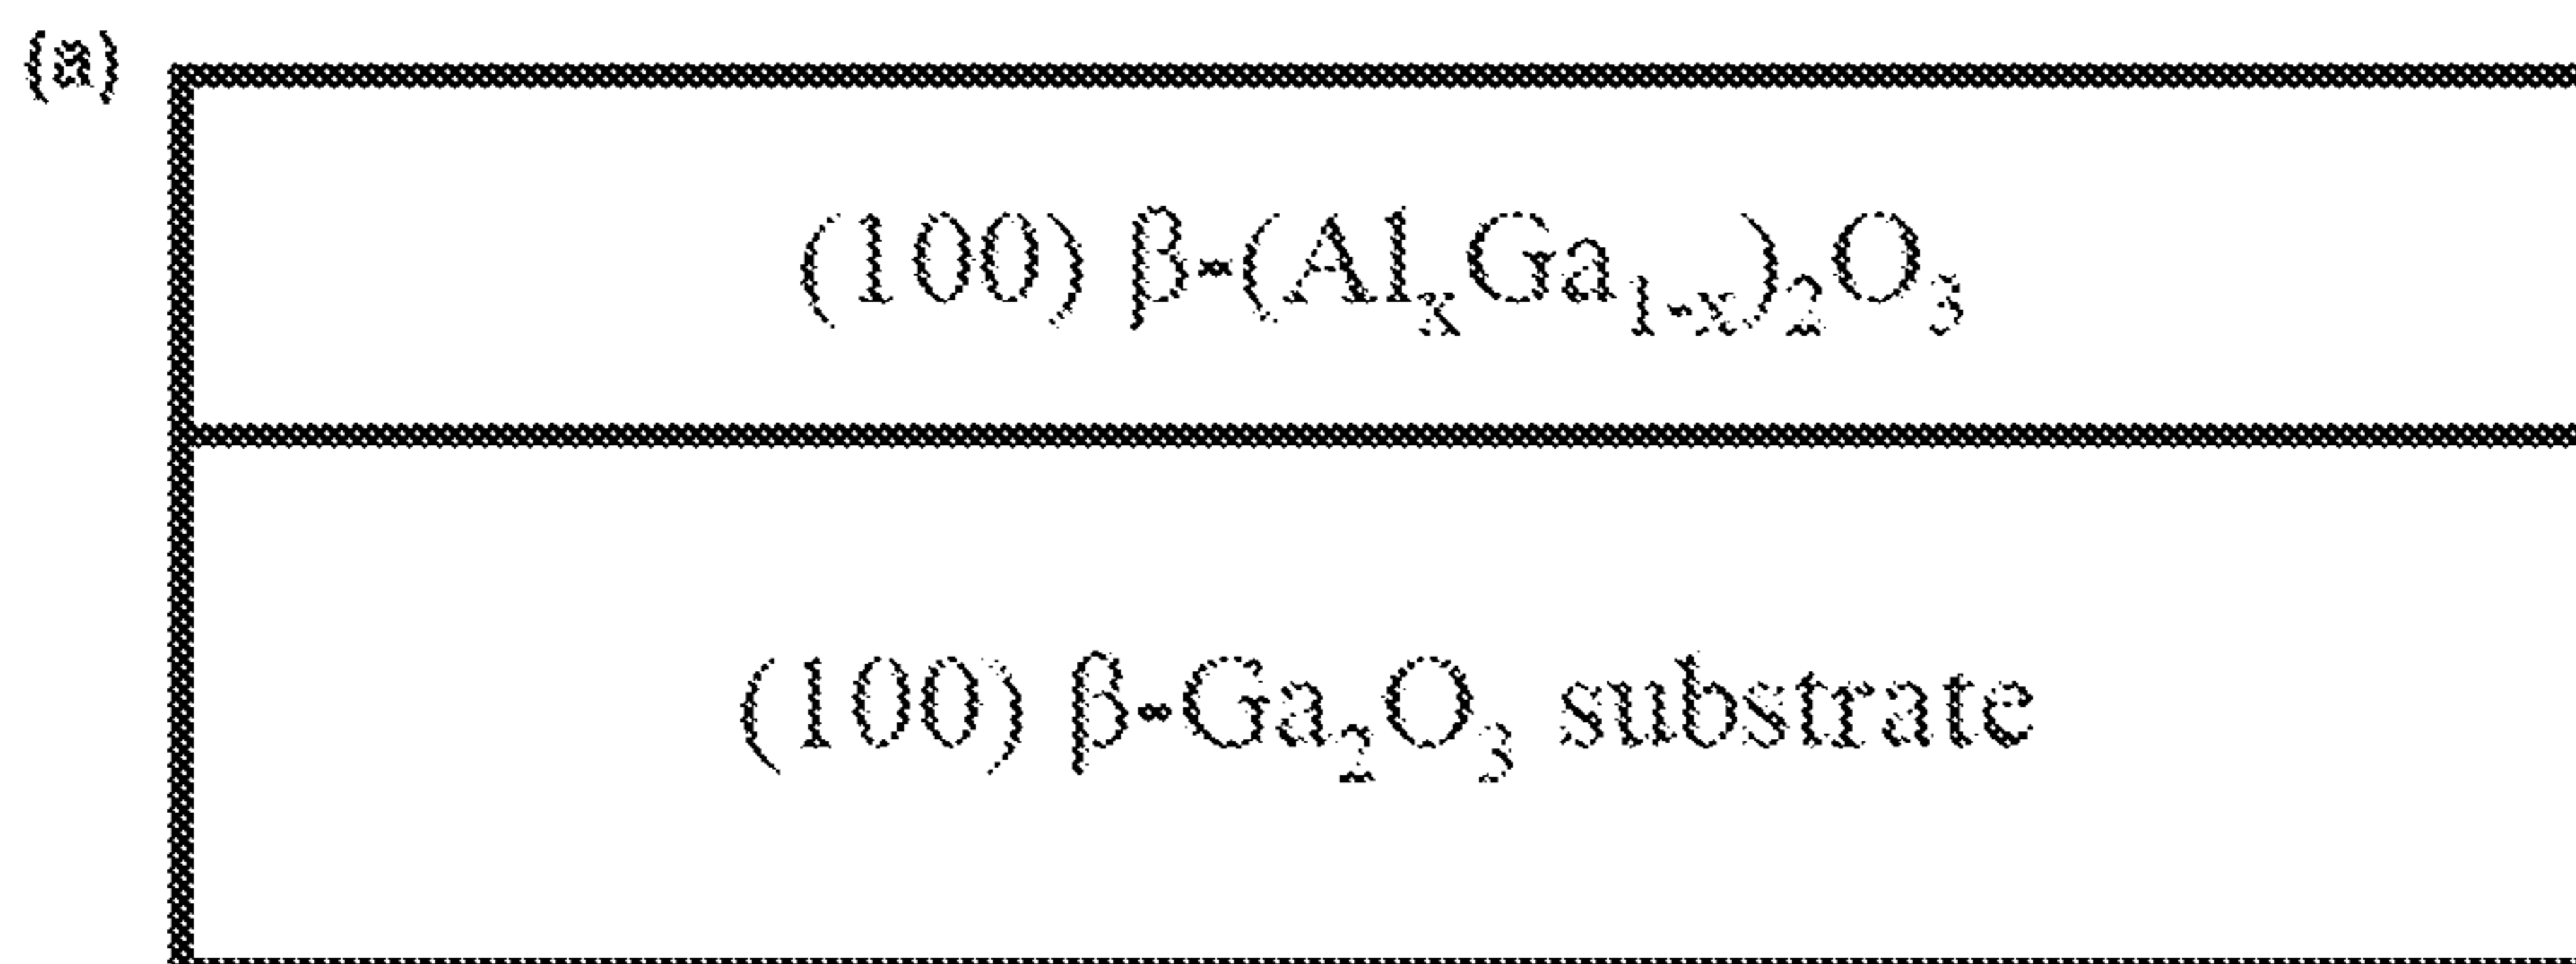 (a)
(100) β-(AlₓGa₁₋ₓ)₂O₃
(100) β-Ga₂O₃ substrate